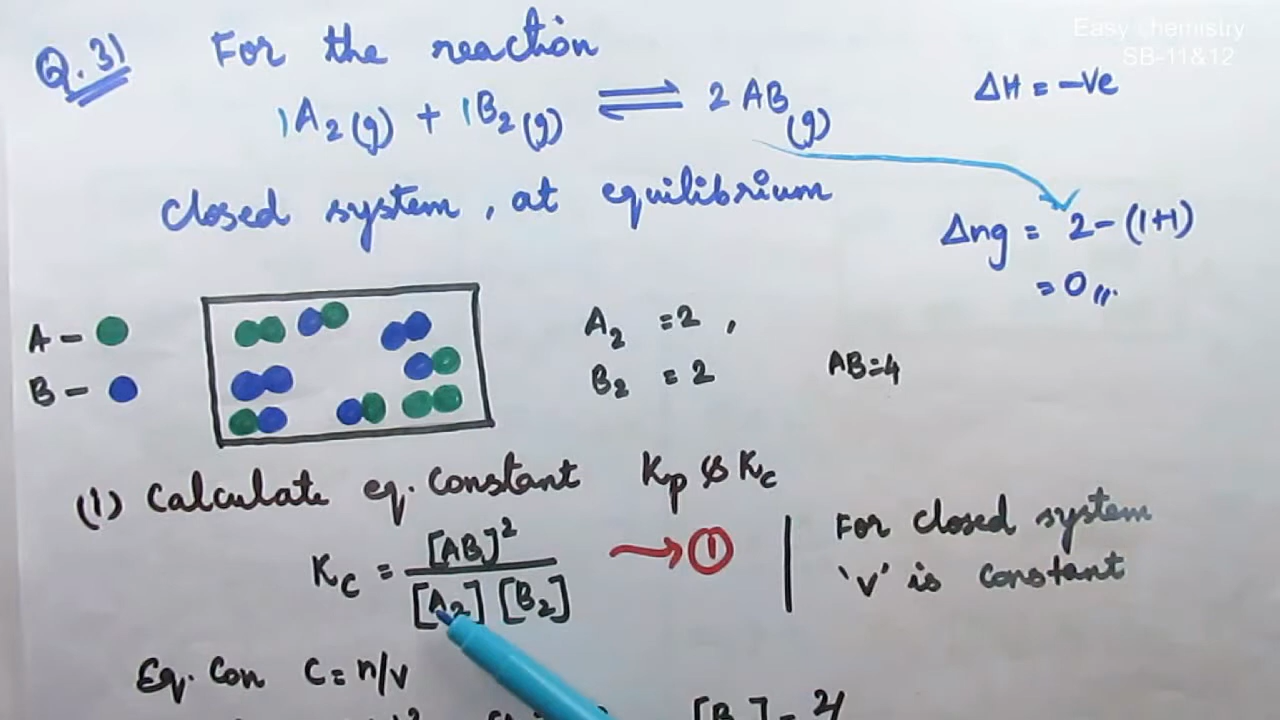 Easy chemistry
SB-11&12
Q.31 For the reaction
1A2(g) + 1B2(g) ⇌ 2 AB(g)
ΔH = -Ve
closed system, at equilibrium
Δng = 2-(1+1)
= 0
A - 
B - 
A2 = 2 ,
B2 = 2
AB=4
(1) Calculate eq. constant Kp & Kc
Kc = [AB]² / [A2] [B2] → 1
For closed system
'v' is constant
Eq. Con C = n/v